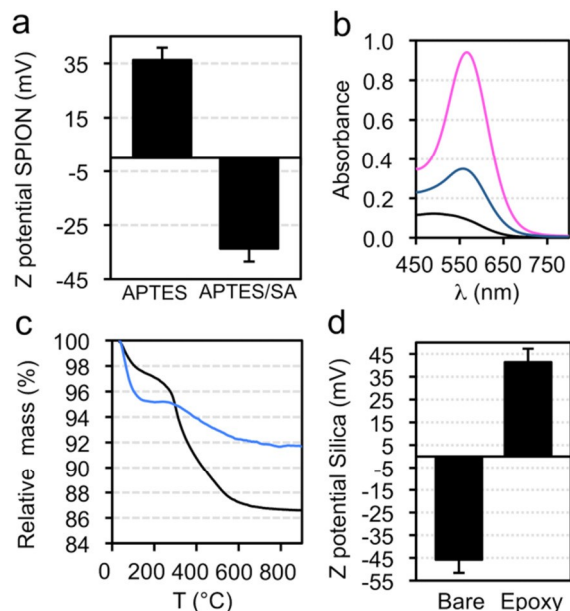 a
Z potential SPION (mV)
35
15
-5
-25
-45
APTES APTES/SA
b
Absorbance
1.0
0.8
0.6
0.4
0.2
0.0
450 550 650 750
λ (nm)
c
Relative mass (%)
100
98
96
94
92
90
88
86
84
0 200 400 600 800
T (°C)
d
Z potential Silica (mV)
45
35
25
15
5
-5
-15
-25
-35
-45
-55
Bare Epoxy